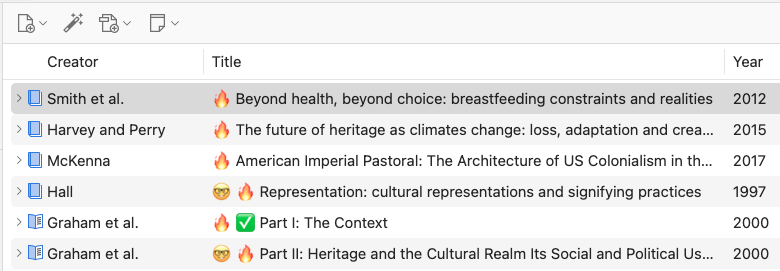 Creator Title Year
Smith et al. 🔥 Beyond health, beyond choice: breastfeeding constraints and realities 2012
Harvey and Perry 🔥 The future of heritage as climates change: loss, adaptation and crea... 2015
McKenna 🔥 American Imperial Pastoral: The Architecture of US Colonialism in th... 2017
Hall 🤓 🔥 Representation: cultural representations and signifying practices 1997
Graham et al. 🔥 ✅ Part I: The Context 2000
Graham et al. 🤓 🔥 Part II: Heritage and the Cultural Realm Its Social and Political Us... 2000